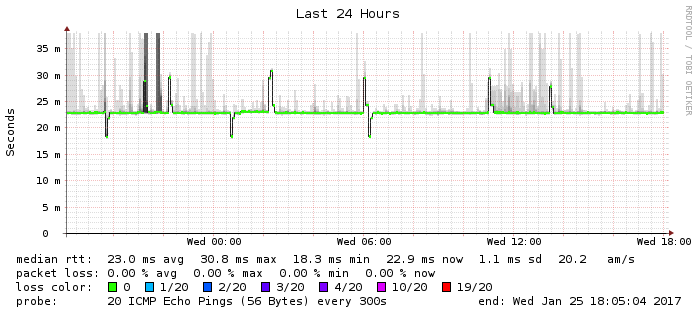 Last 24 Hours
RRDTOOL / TOBI OETIKER
Seconds
35 m
30 m
25 m
20 m
15 m
10 m
5 m
0
Wed 00:00 Wed 06:00 Wed 12:00 Wed 18:00
median rtt: 23.0 ms avg 30.8 ms max 18.3 ms min 22.9 ms now 1.1 ms sd 20.2 am/s
packet loss: 0.00 % avg 0.00 % max 0.00 % min 0.00 % now
loss color: 0 1/20 2/20 3/20 4/20 10/20 19/20
probe: 20 ICMP Echo Pings (56 Bytes) every 300s end: Wed Jan 25 18:05:04 2017